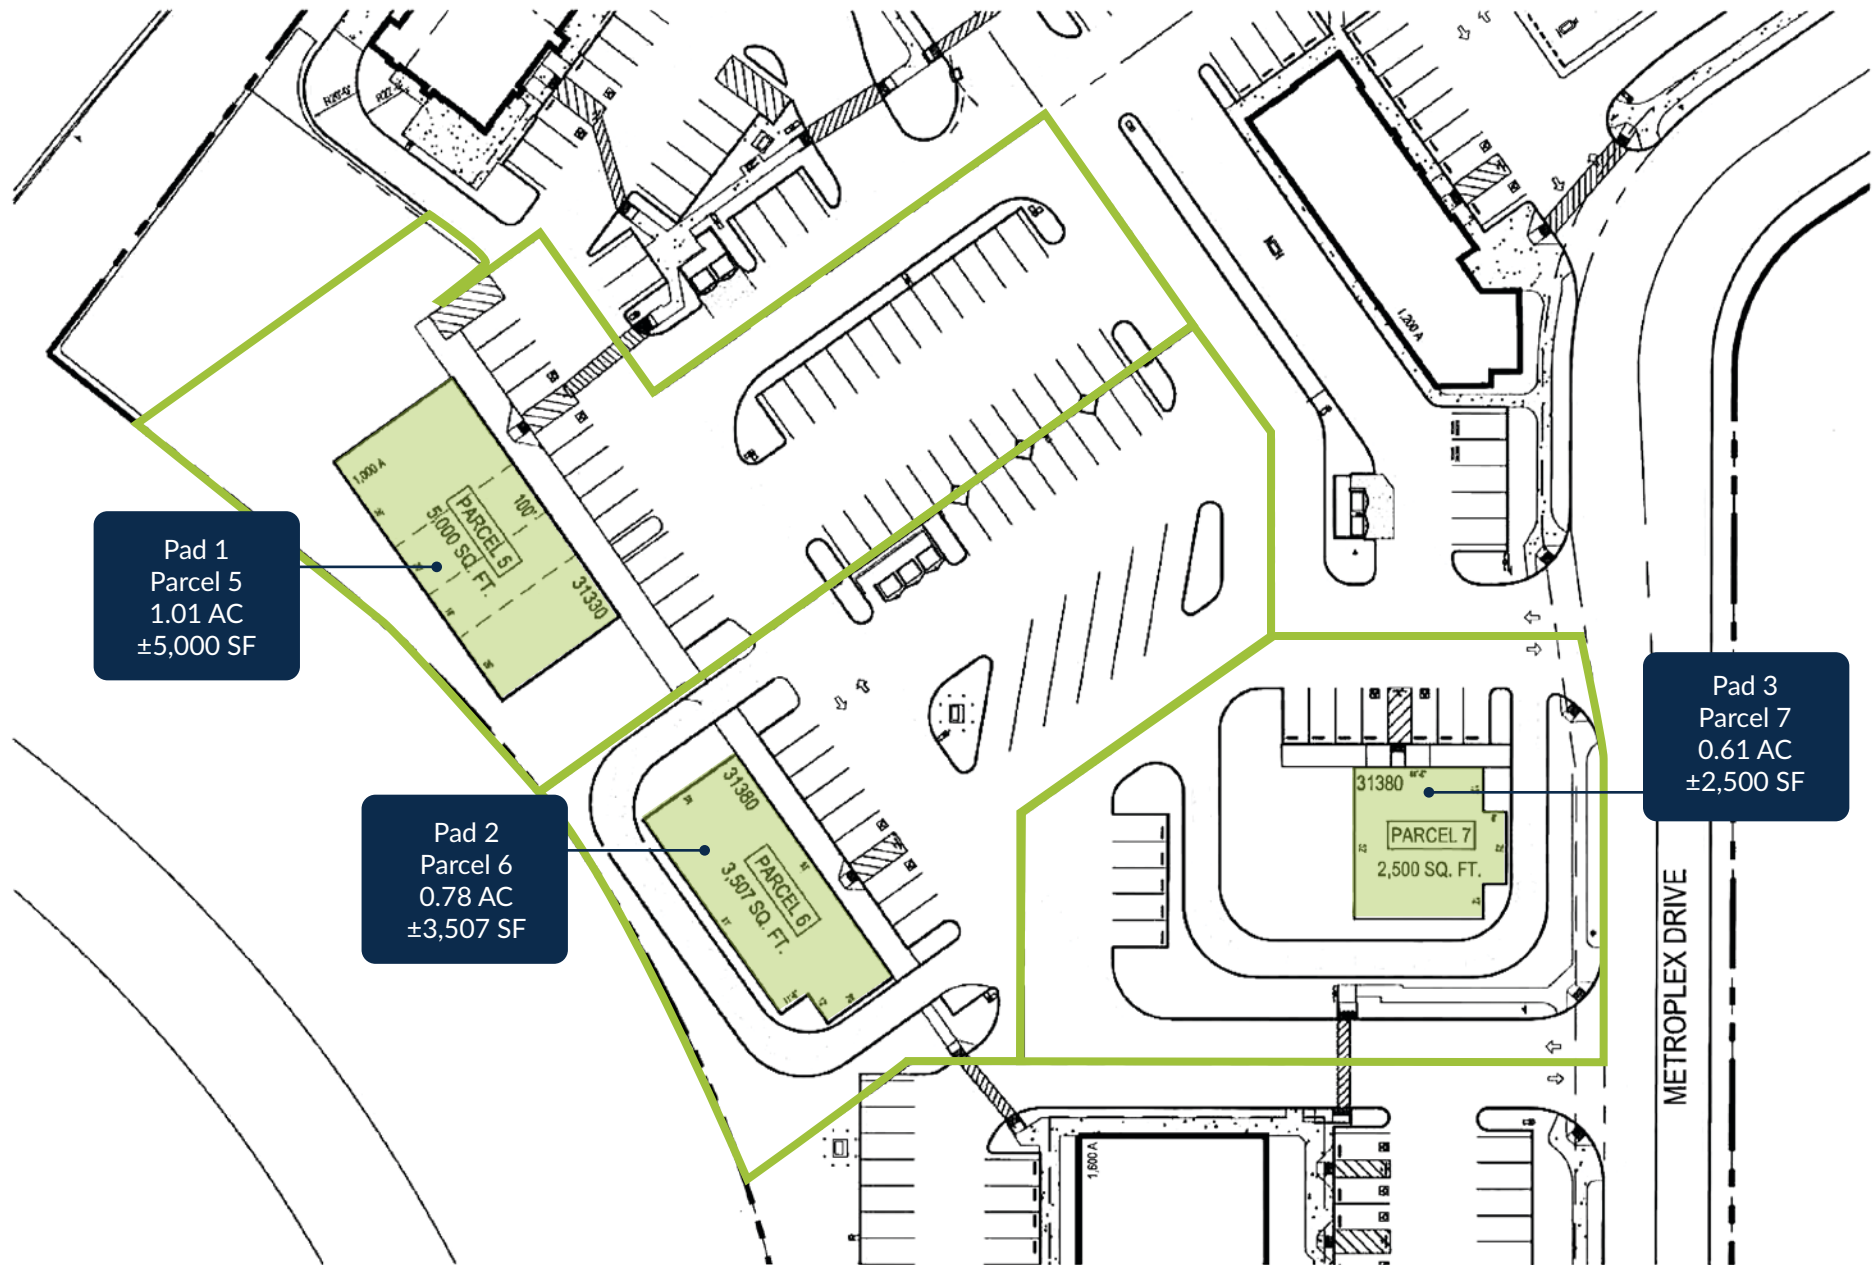 1,200 A
1,000 A
PARCEL 5
5,000 SQ. FT.
100'
31330
Pad 1
Parcel 5
1.01 AC
±5,000 SF
Pad 2
Parcel 6
0.78 AC
±3,507 SF
31380
PARCEL 6
3,507 SQ. FT.
Pad 3
Parcel 7
0.61 AC
±2,500 SF
31380
PARCEL 7
2,500 SQ. FT.
METROPLEX DRIVE
1,600 A